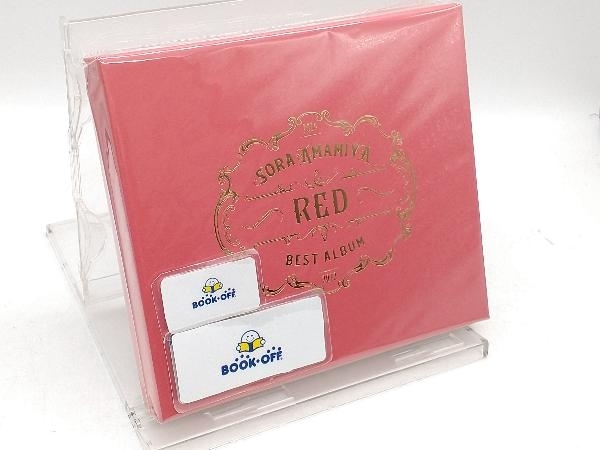 SORA AMAMIYA
RED
BEST ALBUM
BOOK·OFF
BOOK·OFF